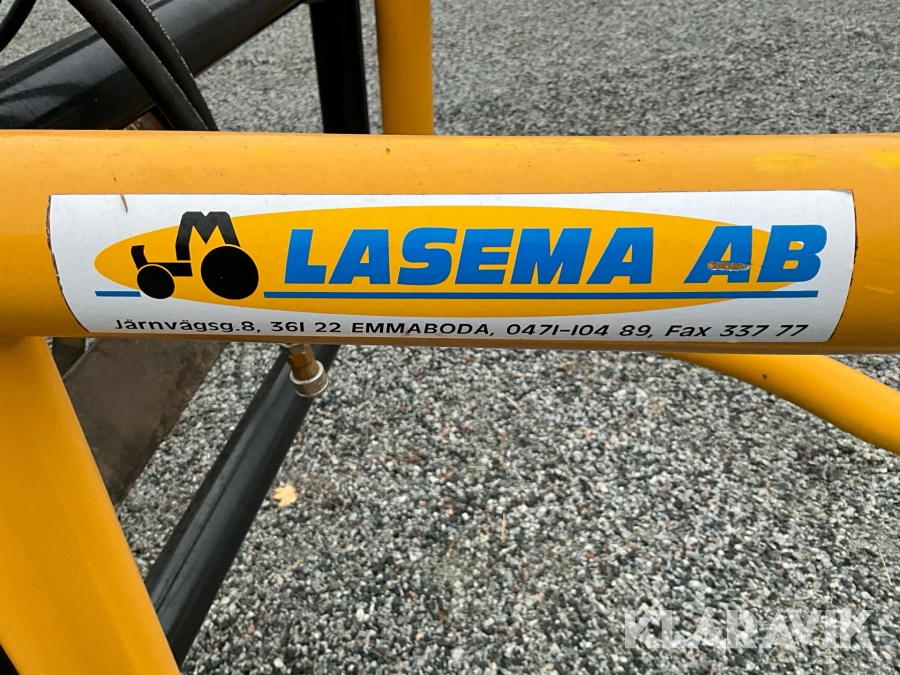 LASEMA AB
Järnvägsg.8, 361 22 EMMABODA, 0471-104 89, Fax 337 77
KLARAVIK